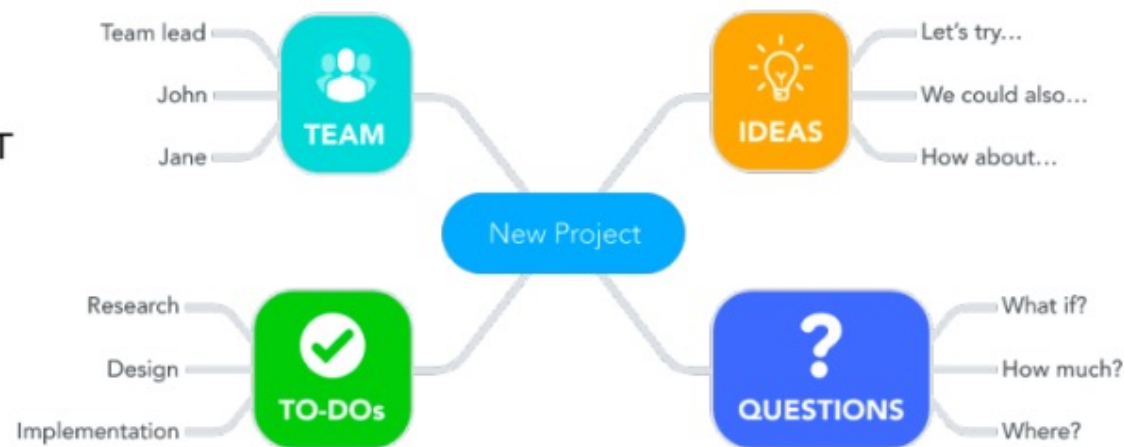 T
Team lead
John
Jane
TEAM
IDEAS
Let's try...
We could also...
How about...
New Project
Research
Design
Implementation
TO-DOs
QUESTIONS
What if?
How much?
Where?